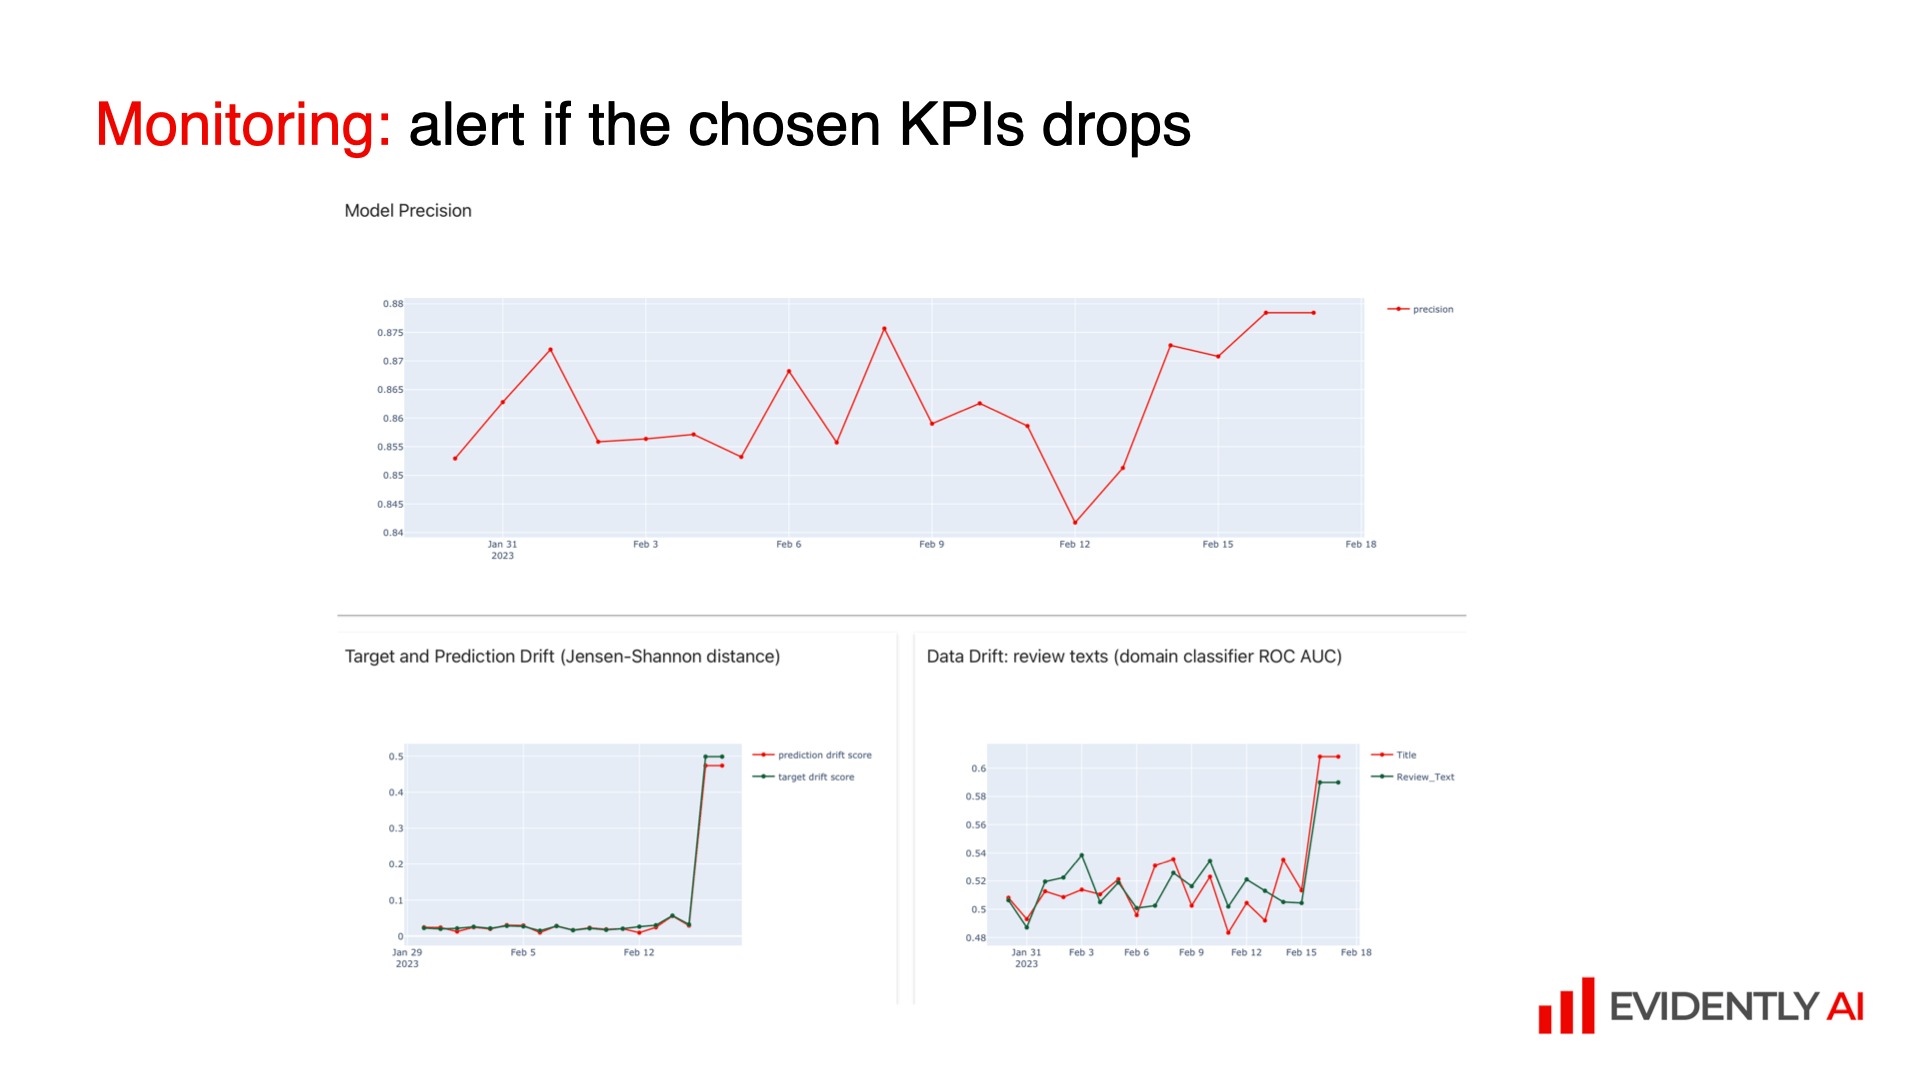 Monitoring: alert if the chosen KPIs drops
Model Precision
0.88
0.875
0.87
0.865
0.86
0.855
0.85
0.845
0.84
Jan 31
2023
Feb 3
Feb 6
Feb 9
Feb 12
Feb 15
Feb 18
precision
Target and Prediction Drift (Jensen-Shannon distance)
0.5
0.4
0.3
0.2
0.1
0
Jan 29
2023
Feb 5
Feb 12
prediction drift score
target drift score
Data Drift: review texts (domain classifier ROC AUC)
0.6
0.58
0.56
0.54
0.52
0.5
0.48
Jan 31
2023
Feb 3
Feb 6
Feb 9
Feb 12
Feb 15
Feb 18
Title
Review_Text
EVIDENTLY AI